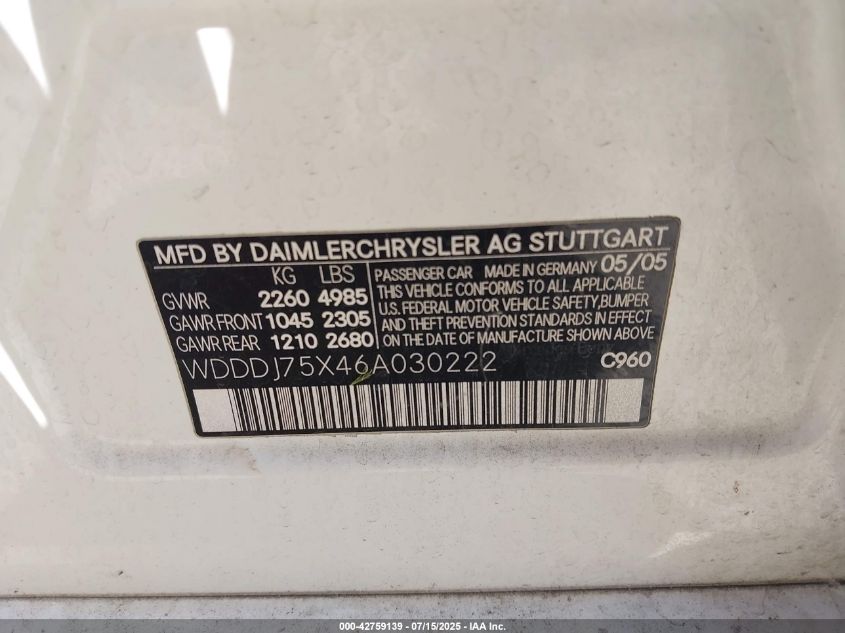 MFD BY DAIMLERCHRYSLER AG STUTTGART
KG LBS
GVWR 2260 4985
GAWR FRONT 1045 2305
GAWR REAR 1210 2680
PASSENGER CAR MADE IN GERMANY 05/05
THIS VEHICLE CONFORMS TO ALL APPLICABLE
U.S. FEDERAL MOTOR VEHICLE SAFETY, BUMPER
AND THEFT PREVENTION STANDARDS IN EFFECT
ON THE DATE OF MANUFACTURE SHOWN ABOVE
WDDDJ75X46A030222 C960
000-42759139 - 07/15/2025 - IAA Inc.